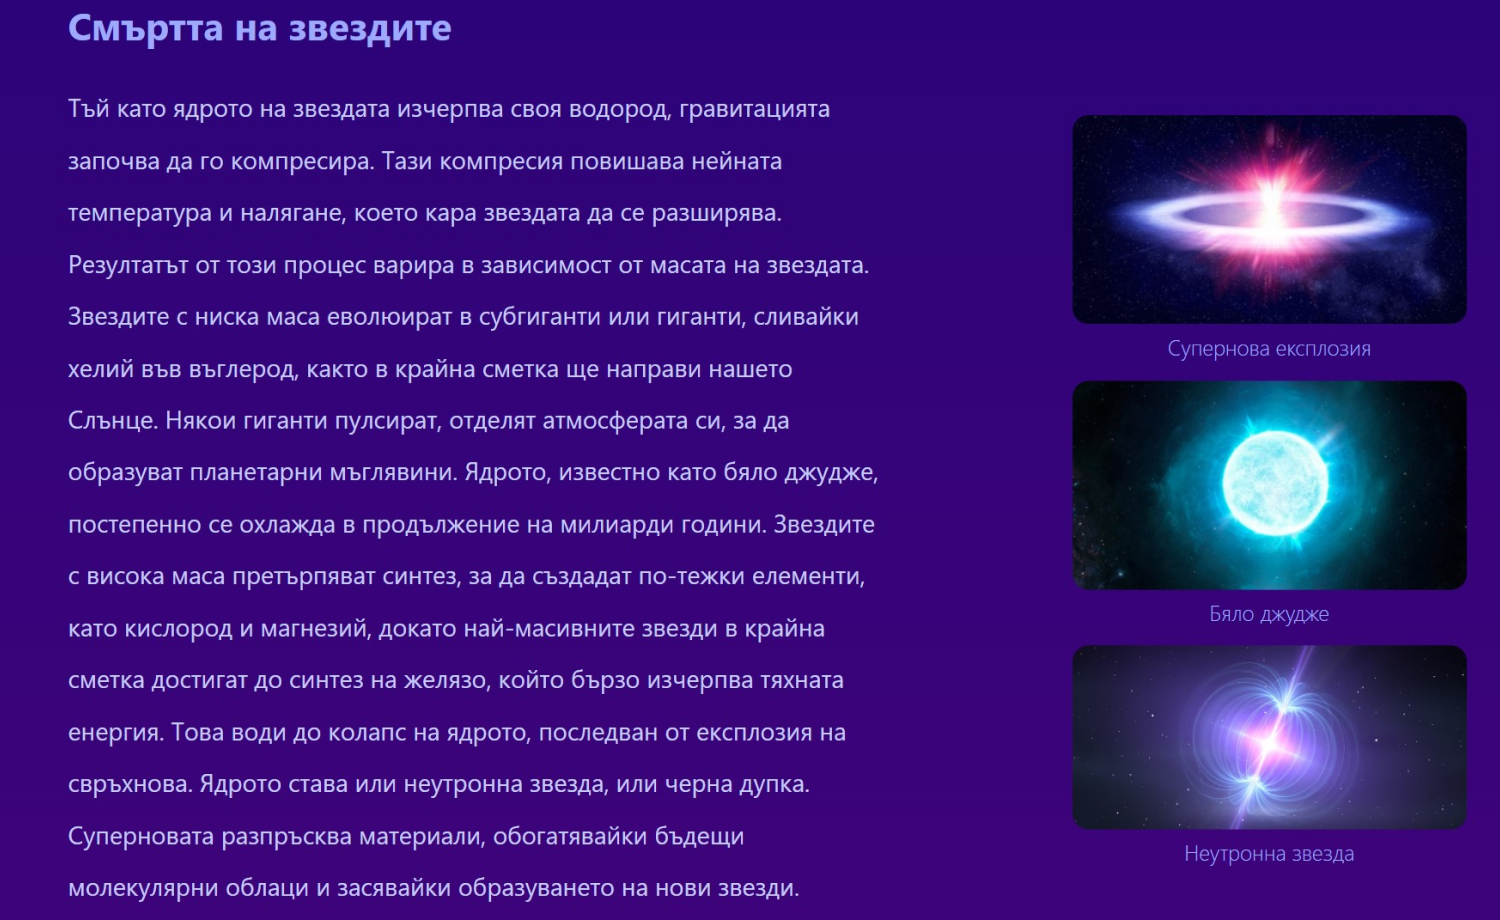 Смъртта на звездите
Тъй като ядрото на звездата изчерпва своя водород, гравитацията
започва да го компресира. Тази компресия повишава нейната
температура и налягане, което кара звездата да се разширява.
Резултатът от този процес варира в зависимост от масата на звездата.
Звездите с ниска маса еволюират в субгиганти или гиганти, сливайки
хелий във въглерод, както в крайна сметка ще направи нашето
Слънце. Някои гиганти пулсират, отделят атмосферата си, за да
образуват планетарни мъглявини. Ядрото, известно като бяло джудже,
постепенно се охлажда в продължение на милиарди години. Звездите
с висока маса претърпяват синтез, за да създадат по-тежки елементи,
като кислород и магнезий, докато най-масивните звезди в крайна
сметка достигат до синтез на желязо, който бързо изчерпва тяхната
енергия. Това води до колапс на ядрото, последван от експлозия на
свръхнова. Ядрото става или неутронна звезда, или черна дупка.
Суперновата разпръсква материали, обогатявайки бъдещи
молекулярни облаци и засявайки образуването на нови звезди.
Супернова експлозия
Бяло джудже
Неутронна звезда